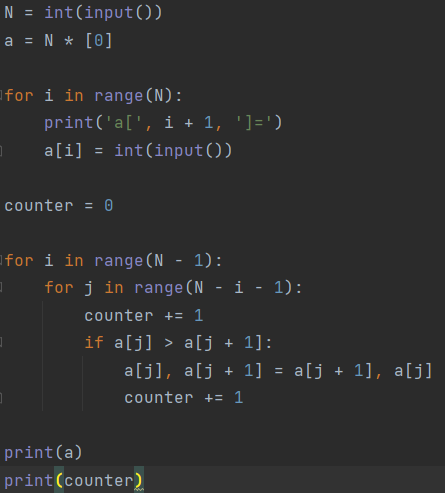 N = int(input())
a = N * [0]
for i in range(N):
    print('a[', i + 1, ']=')
    a[i] = int(input())
counter = 0
for i in range(N - 1):
    for j in range(N - i - 1):
        counter += 1
        if a[j] > a[j + 1]:
            a[j], a[j + 1] = a[j + 1], a[j]
            counter += 1
print(a)
print(counter)